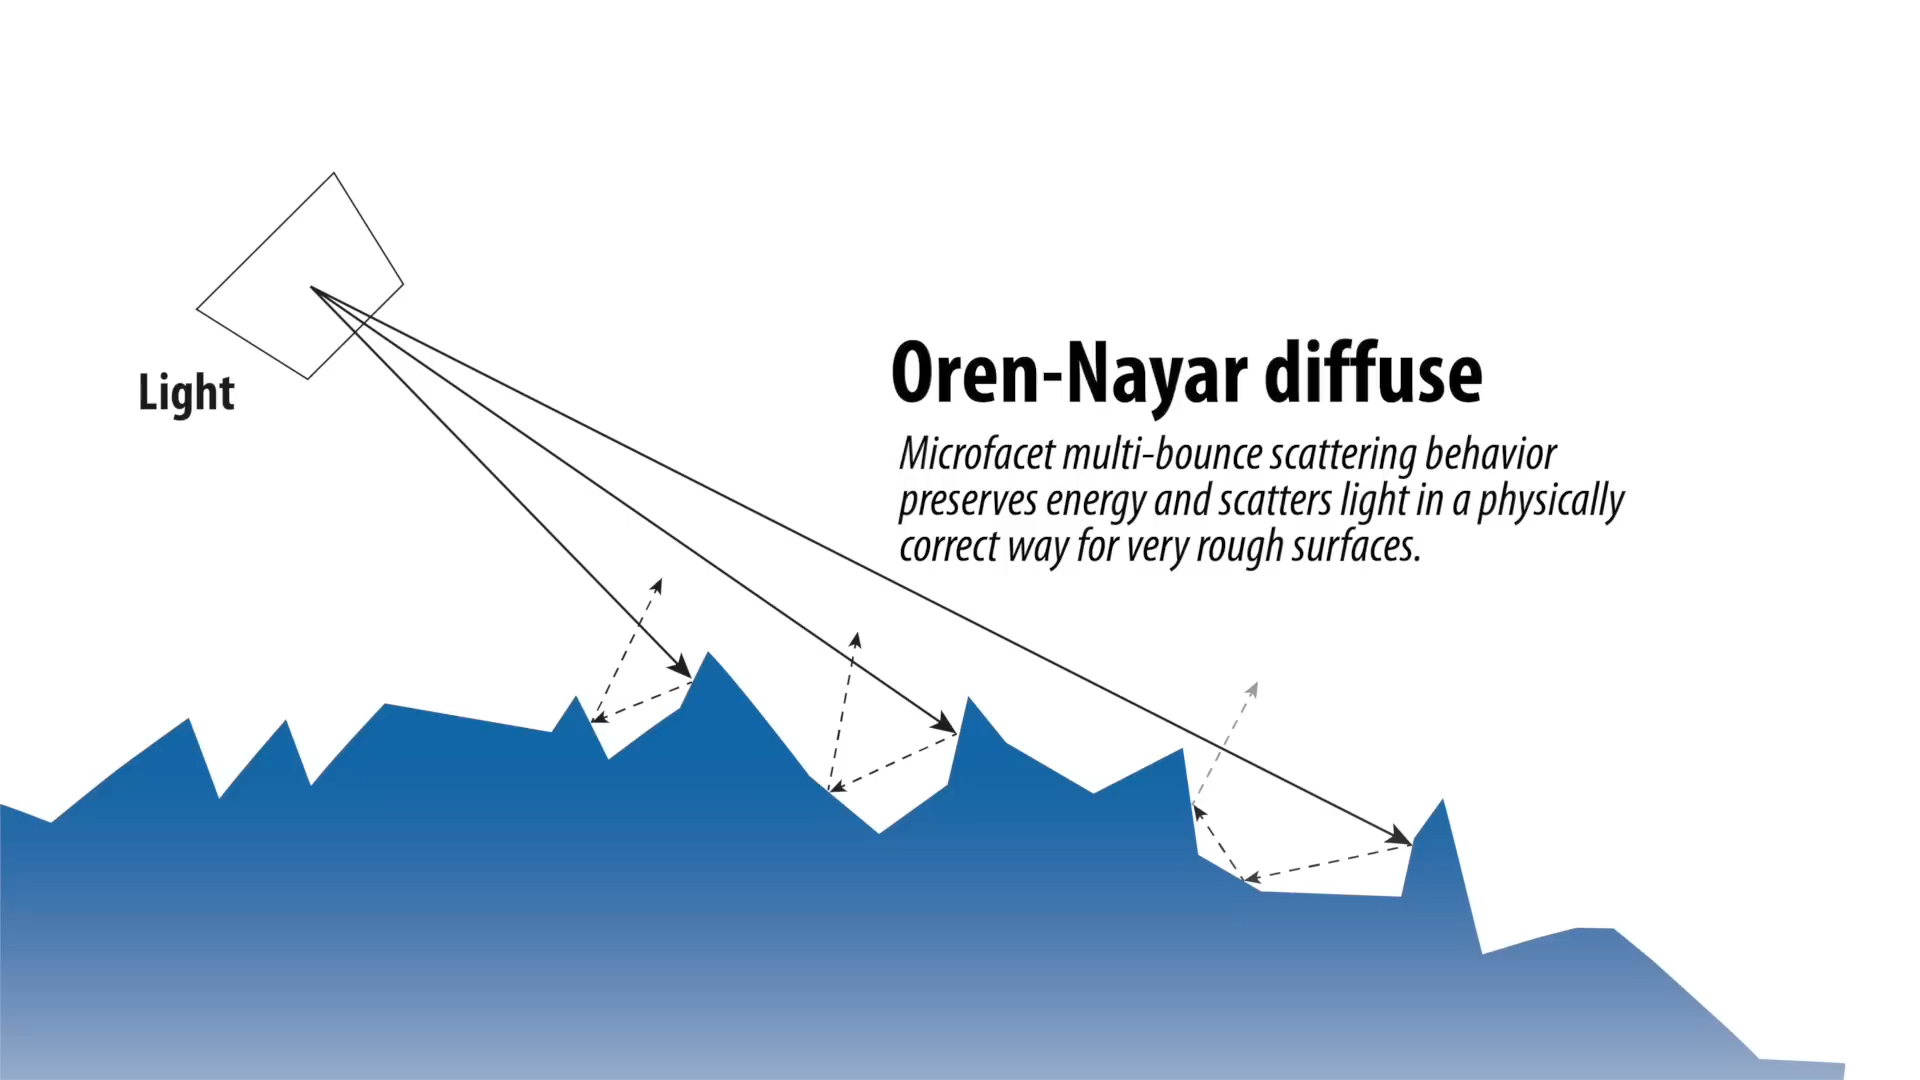 Light
Oren-Nayar diffuse
Microfacet multi-bounce scattering behavior
preserves energy and scatters light in a physically
correct way for very rough surfaces.